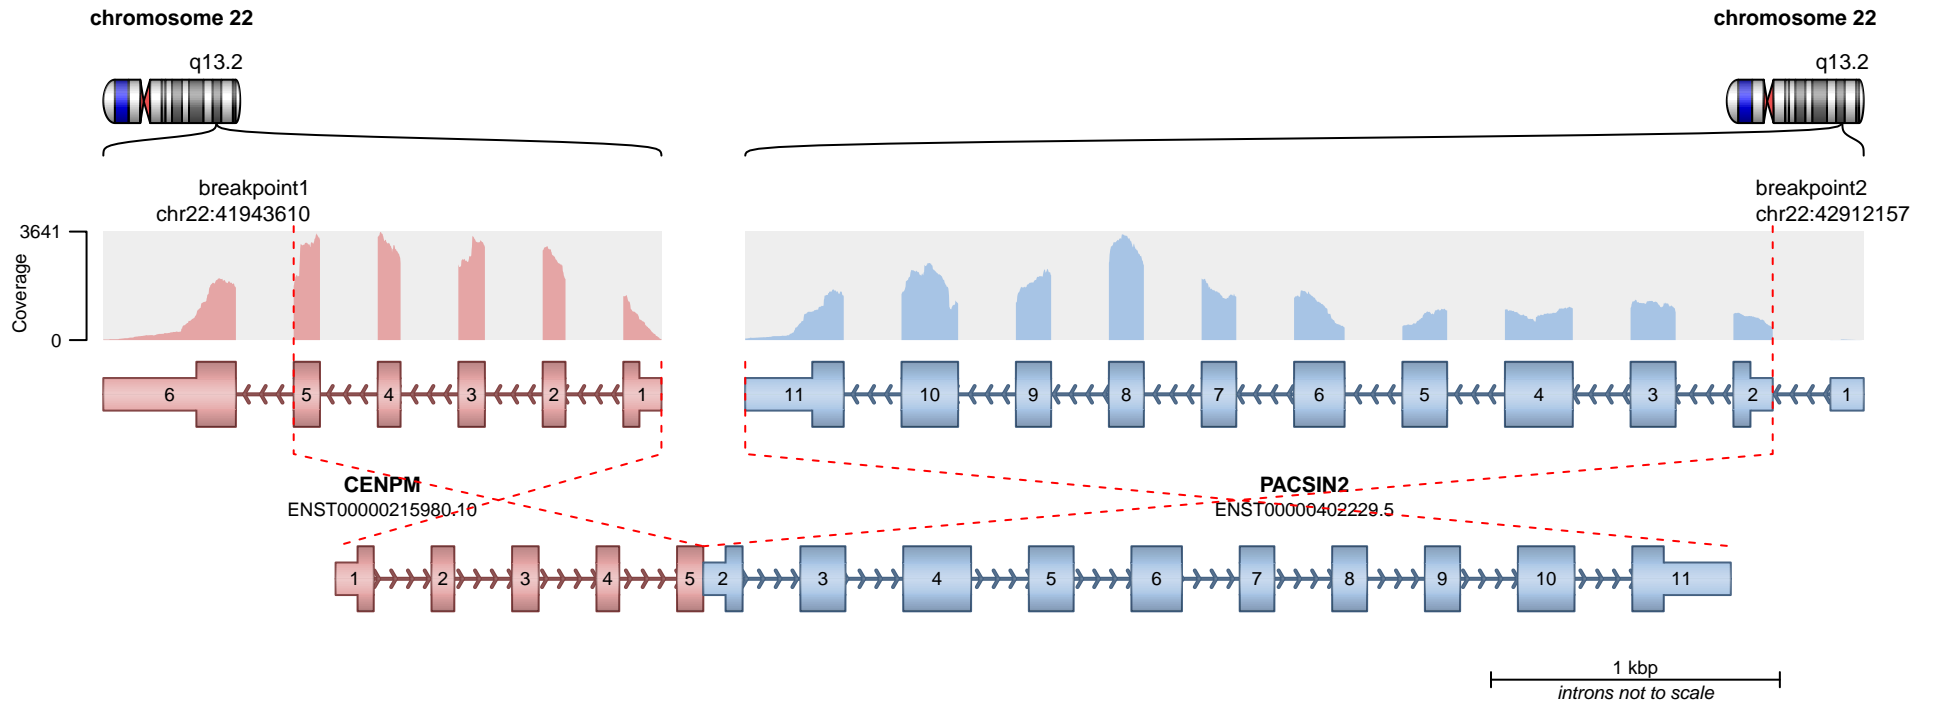 chromosome 22
chromosome 22
q13.2
q13.2
breakpoint1
chr22:41943610
breakpoint2
chr22:42912157
3641
Coverage
0
6 5 4 3 2 1
11 10 9 8 7 6 5 4 3 2 1
CENPM
ENST00000215980.10
PACSIN2
ENST00000402229.5
1 2 3 4 5 2 3 4 5 6 7 8 9 10 11
1 kbp
introns not to scale